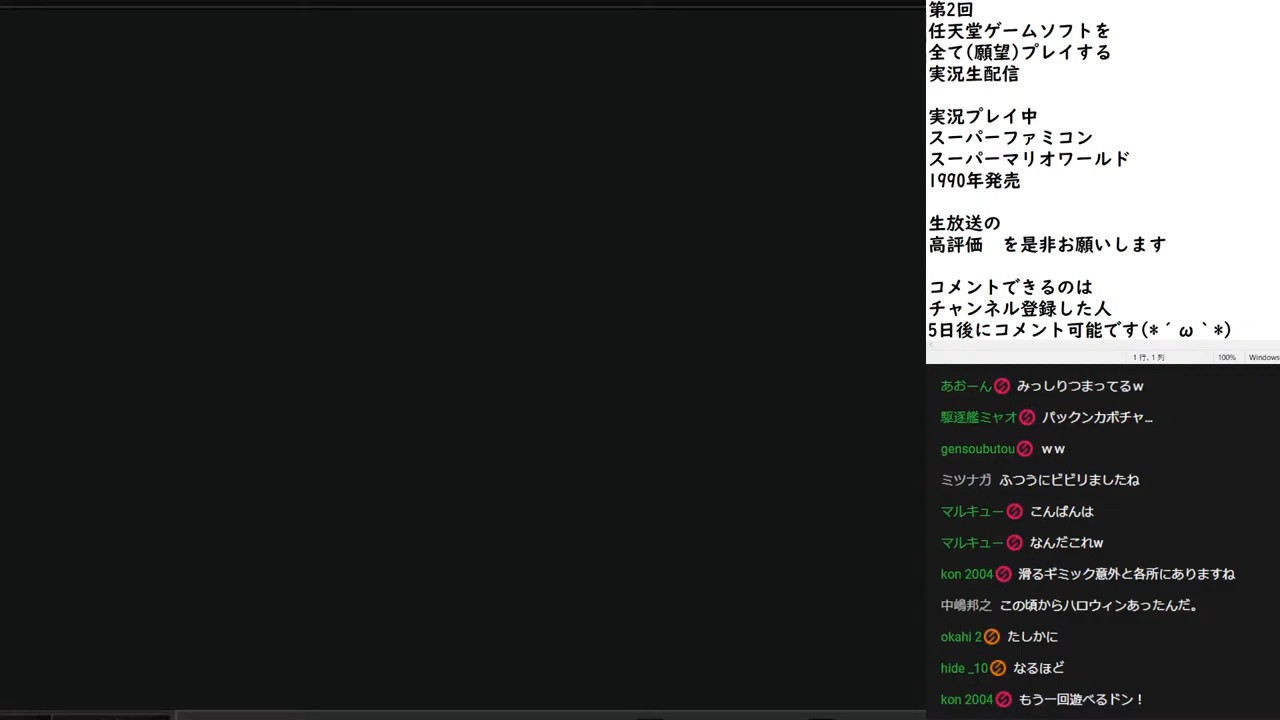 第2回
任天堂ゲームソフトを
全て(願望)プレイする
実況生配信
実況プレイ中
スーパーファミコン
スーパーマリオワールド
1990年発売
生放送の
高評価　を是非お願いします
コメントできるのは
チャンネル登録した人
5日後にコメント可能です(*´ω｀*)
1 行、1 列 100% Windows
あおーん みっしりつまってるｗ
駆逐艦ミャオ パックンカボチャ...
gensoubutou ｗｗ
ミツナガ ふつうにビビリましたね
マルキュー こんばんは
マルキュー なんだこれw
kon 2004 滑るギミック意外と各所にありますね
中嶋邦之 この頃からハロウィンあったんだ。
okahi 2 たしかに
hide _10 なるほど
kon 2004 もう一回遊べるドン！